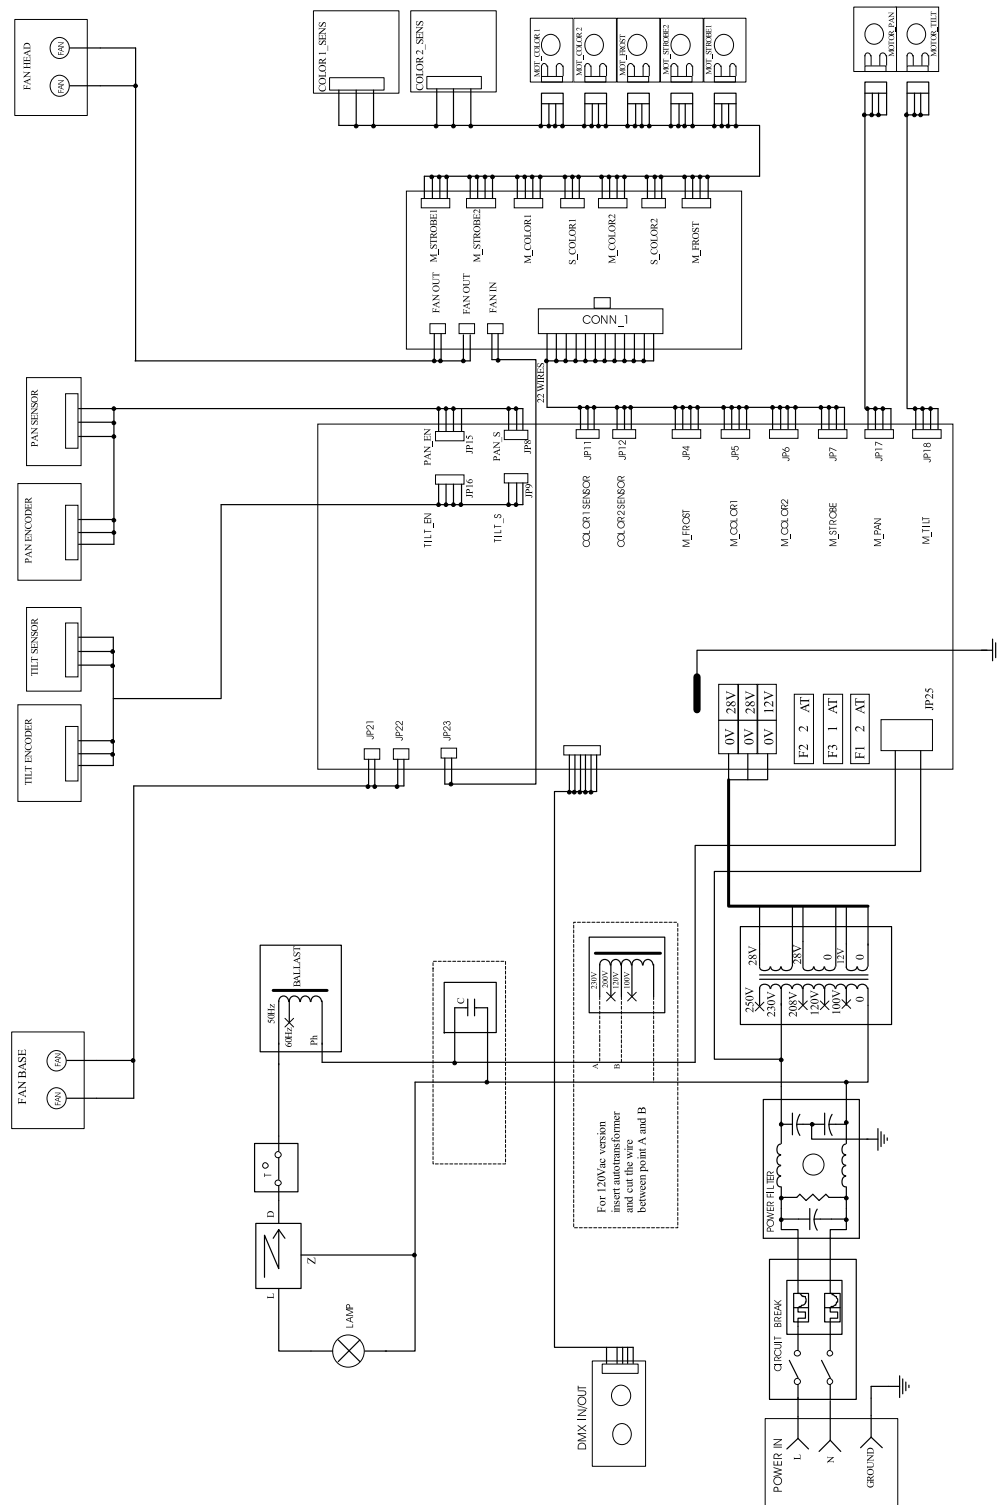 FAN HEAD
FAN
FAN
COLOR 1_SENS
COLOR 2_SENS
MOT_COLOR 1
MOT_COLOR 2
MOT_FROST
MOT_STROBE2
MOT_STROBE1
MOTOR_PAN
MOTOR_TILT
M_STROBE1
M_STROBE2
M_COLOR1
S_COLOR1
M_COLOR2
S_COLOR2
M_FROST
FAN OUT
FAN OUT
FAN IN
CONN_1
22 WIRES
PAN SENSOR
PAN ENCODER
TILT SENSOR
TILT ENCODER
PAN_EN
JP15
PAN_S
JP8
TILT_EN
JP16
TILT_S
JP9
JP11
COLOR1SENSOR
JP12
COLOR2SENSOR
JP4
M_FROST
JP5
M_COLOR1
JP6
M_COLOR2
JP7
M_STROBE
JP17
M_PAN
JP18
M_TILT
JP21
JP22
JP23
0V 28V
0V 28V
0V 12V
F2 2 AT
F3 1 AT
F1 2 AT
JP25
FAN BASE
FAN
FAN
BALLAST
50Hz
60Hz
Ph
C
230V
200V
120V
100V
A
B
For 120Vac version
insert autotransformer
and cut the wire
between point A and B
28V
28V
0
12V
0
250V
230V
208V
120V
100V
0
T
D
Z
L
LAMP
POWER FILTER
CIRCUIT BREAK
DMX IN/OUT
POWER IN
L
N
GROUND